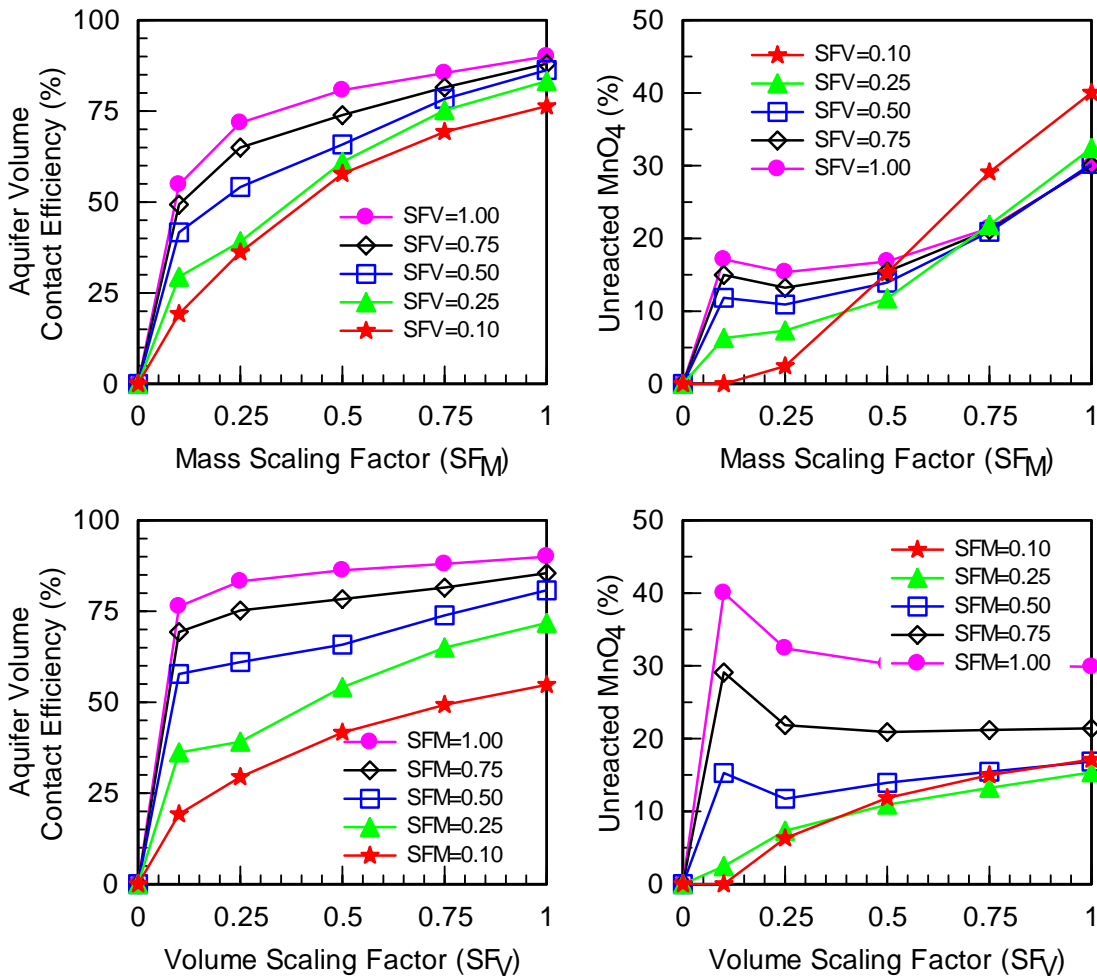 Aquifer Volume
Contact Efficiency (%)
100
75
50
25
0
SFV=1.00
SFV=0.75
SFV=0.50
SFV=0.25
SFV=0.10
0
0.25
0.5
0.75
1
Mass Scaling Factor (SFM)
Unreacted MnO4 (%)
50
40
30
20
10
0
SFV=0.10
SFV=0.25
SFV=0.50
SFV=0.75
SFV=1.00
0
0.25
0.5
0.75
1
Mass Scaling Factor (SFM)
Aquifer Volume
Contact Efficiency (%)
100
75
50
25
0
SFM=1.00
SFM=0.75
SFM=0.50
SFM=0.25
SFM=0.10
0
0.25
0.5
0.75
1
Volume Scaling Factor (SFV)
Unreacted MnO4 (%)
50
40
30
20
10
0
SFM=0.10
SFM=0.25
SFM=0.50
SFM=0.75
SFM=1.00
0
0.25
0.5
0.75
1
Volume Scaling Factor (SFV)